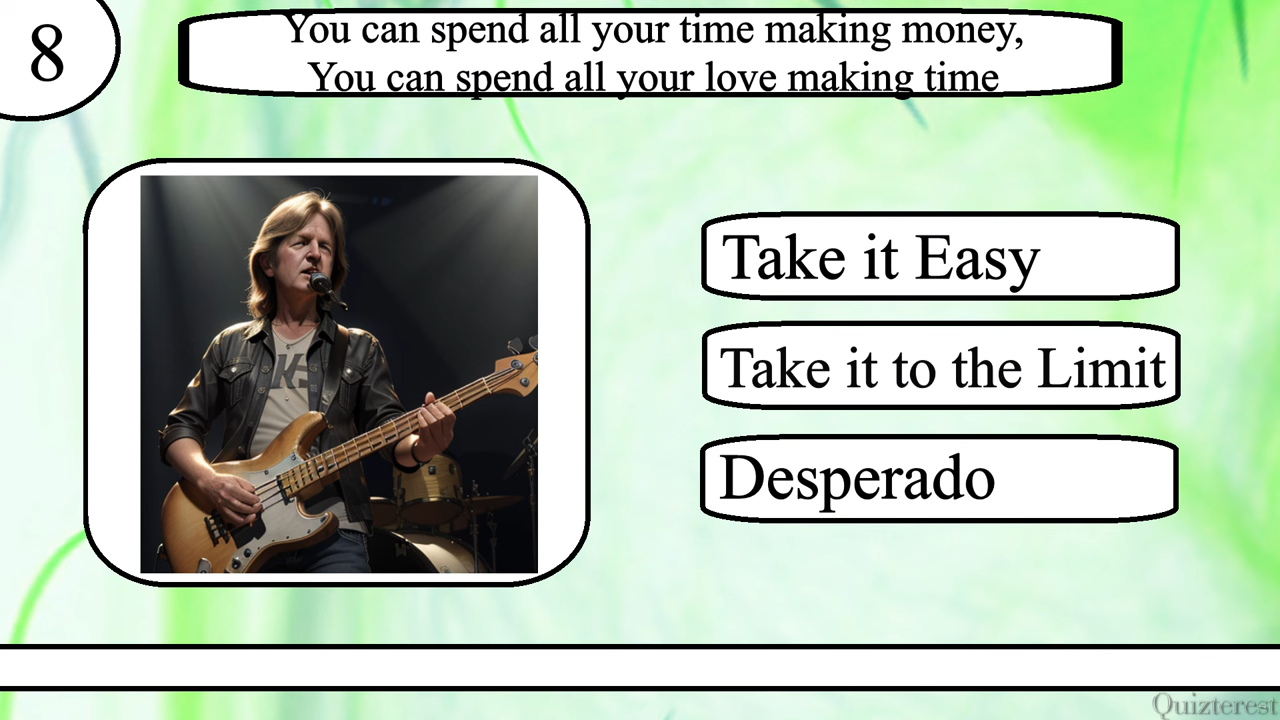 8
You can spend all your time making money,
You can spend all your love making time
Take it Easy
Take it to the Limit
Desperado
Quizterest